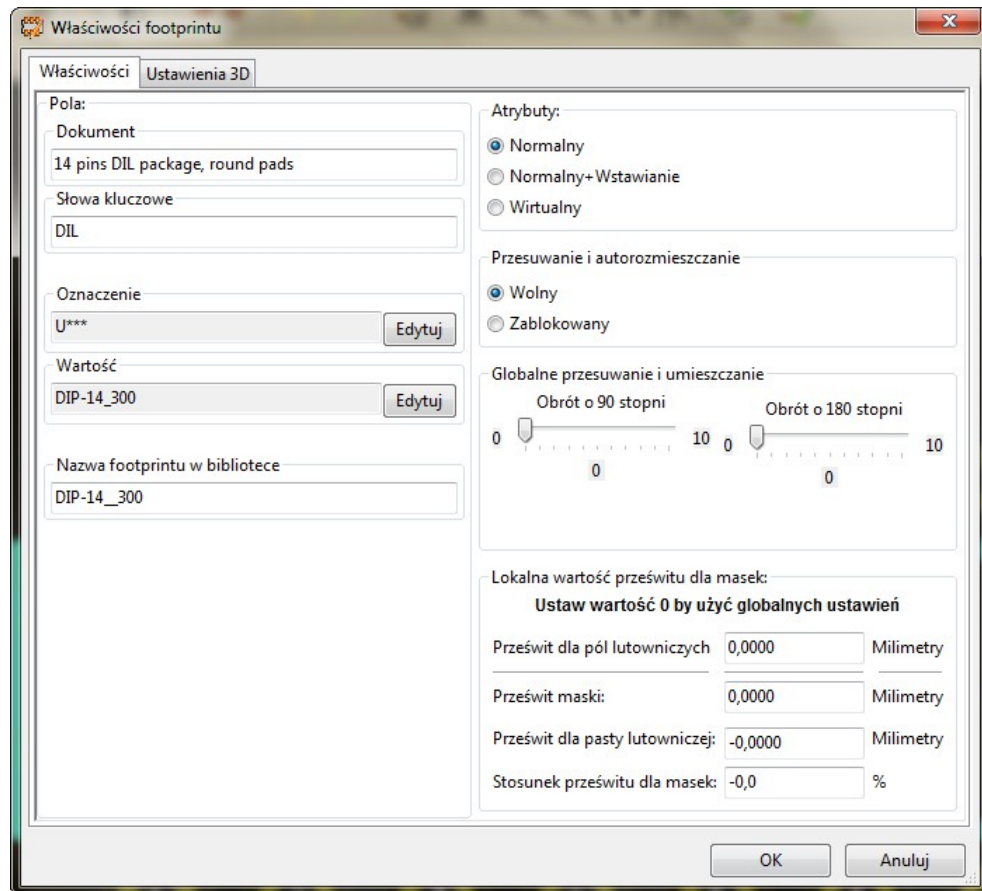 Właściwości footprintu
Właściwości
Ustawienia 3D
Pola:
Dokument
14 pins DIL package, round pads
Słowa kluczowe
DIL
Oznaczenie
U***
Edytuj
Wartość
DIP-14_300
Edytuj
Nazwa footprintu w bibliotece
DIP-14__300
Atrybuty:
Normalny
Normalny+Wstawianie
Wirtualny
Przesuwanie i autorozmieszczanie
Wolny
Zablokowany
Globalne przesuwanie i umieszczanie
Obrót o 90 stopni
0 10
0
Obrót o 180 stopni
0 10
0
Lokalna wartość prześwitu dla masek:
Ustaw wartość 0 by użyć globalnych ustawień
Prześwit dla pól lutowniczych 0,0000 Milimetry
Prześwit maski: 0,0000 Milimetry
Prześwit dla pasty lutowniczej: -0,0000 Milimetry
Stosunek prześwitu dla masek: -0,0 %
OK
Anuluj